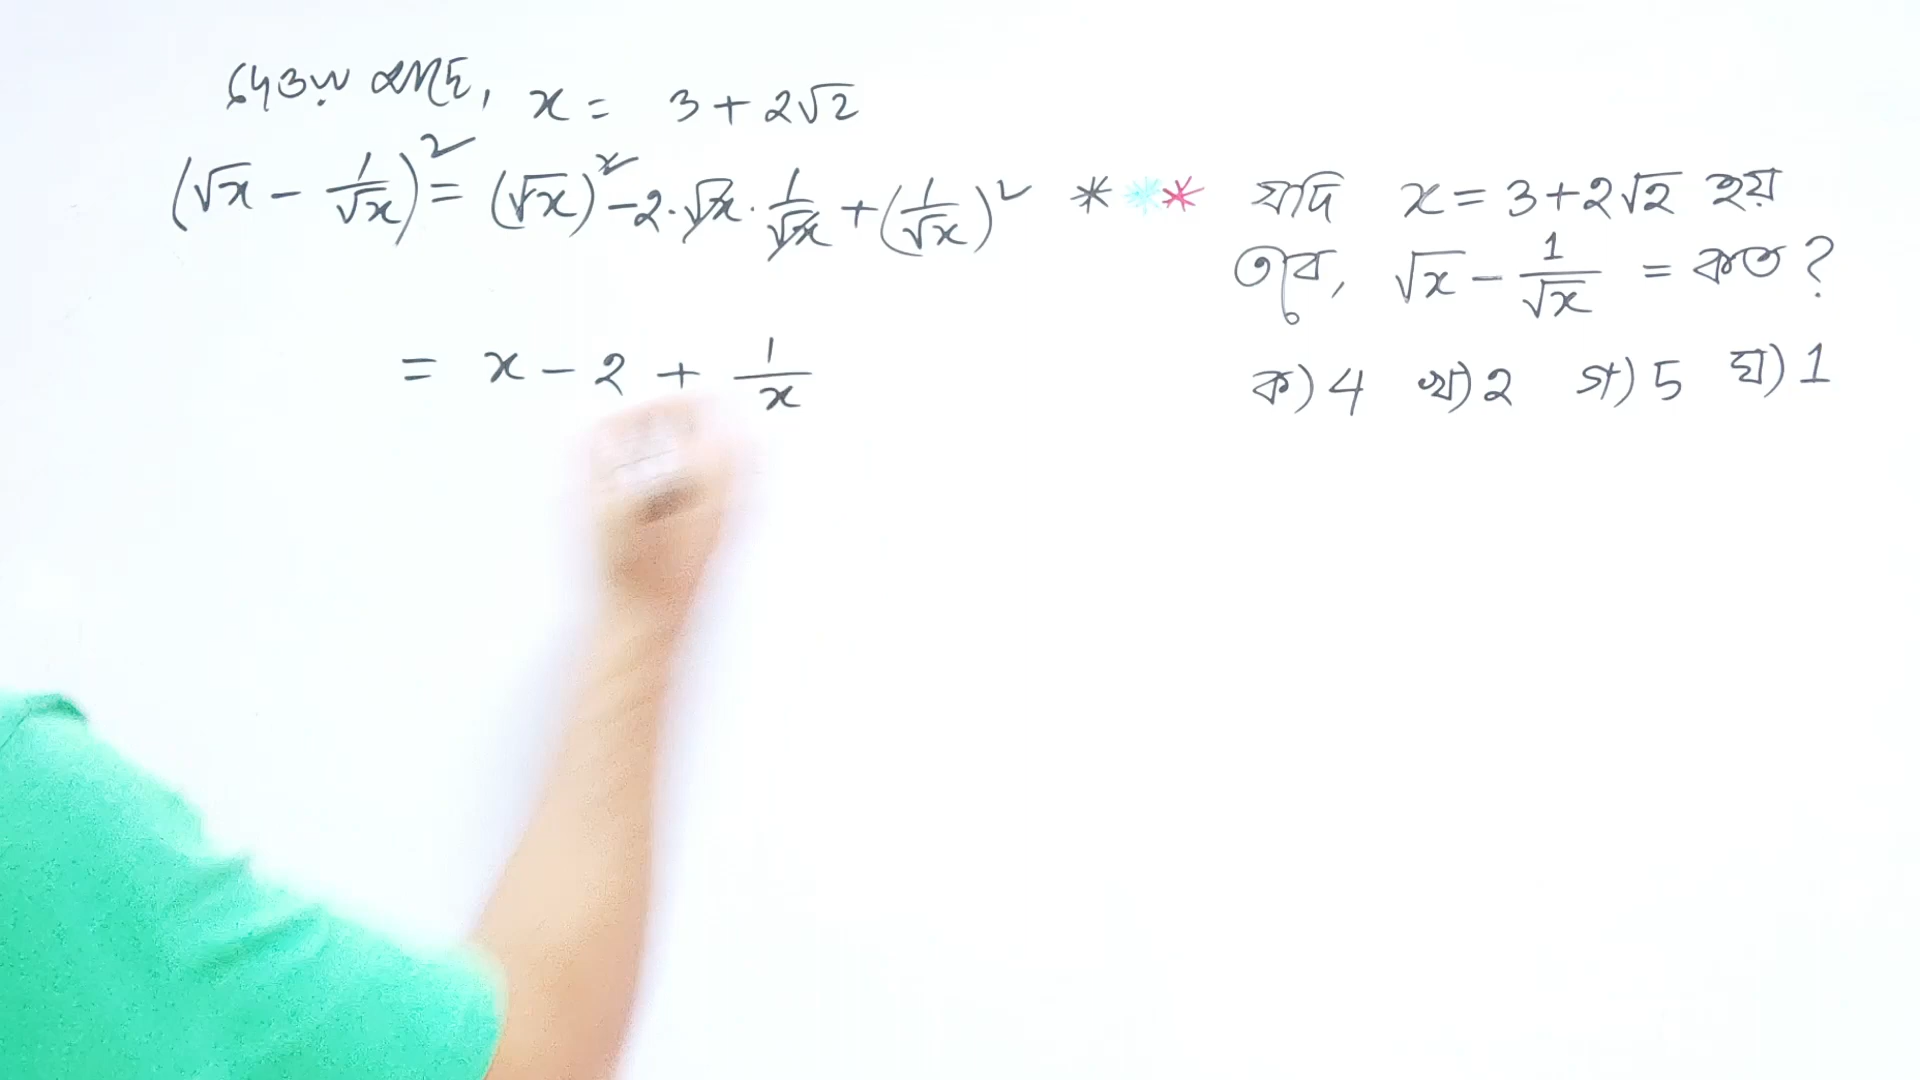 দেওয়া আছে, x = 3 + 2√2
(√x - 1/√x)² = (√x)² - 2·√x·1/√x + (1/√x)²
= x - 2 + 1/x
*** যদি x = 3 + 2√2 হয়
তবে, √x - 1/√x = কত ?
ক) 4 খ) 2 গ) 5 ঘ) 1